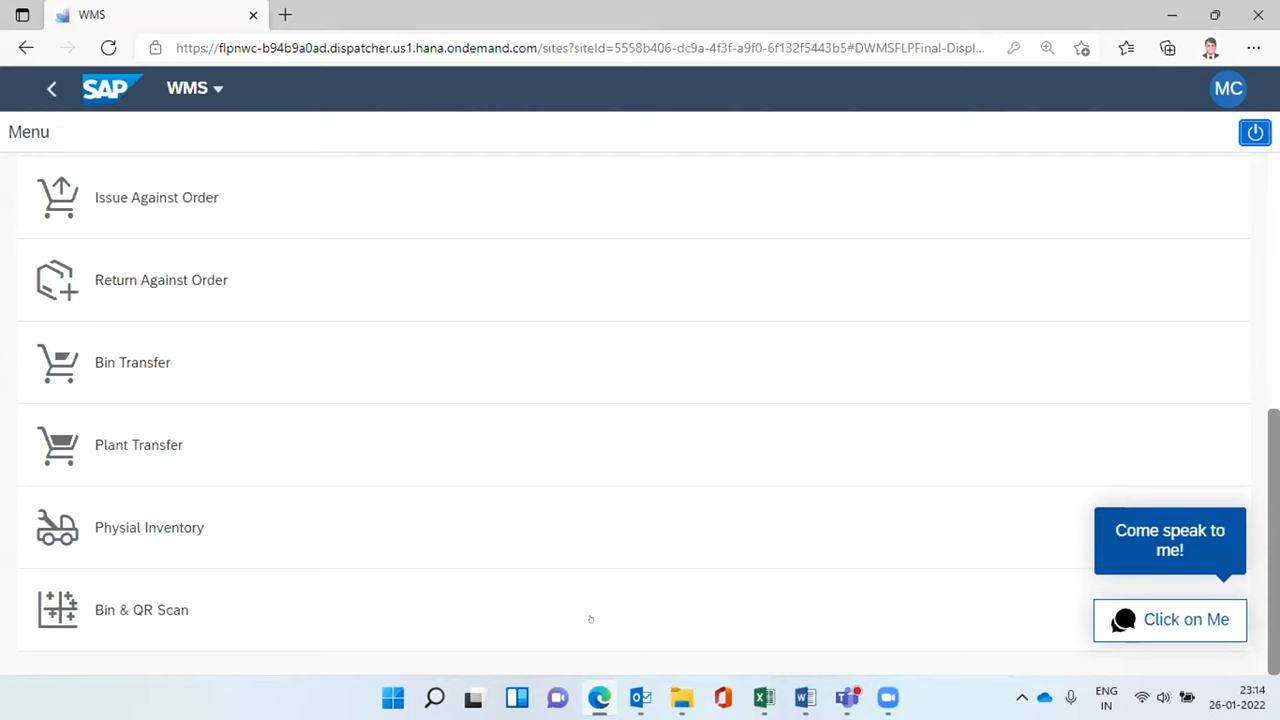 WMS
https://flpnwc-b94b9a0ad.dispatcher.us1.hana.ondemand.com/sites?siteId=5558b406-dc9a-4f3f-a9f0-6f132f5443b5#DWMSFLPFinal-Displ...
SAP WMS MC
Menu
Issue Against Order
Return Against Order
Bin Transfer
Plant Transfer
Physial Inventory
Come speak to
me!
Bin & QR Scan
Click on Me
ENG 23:14
IN 26-01-2022